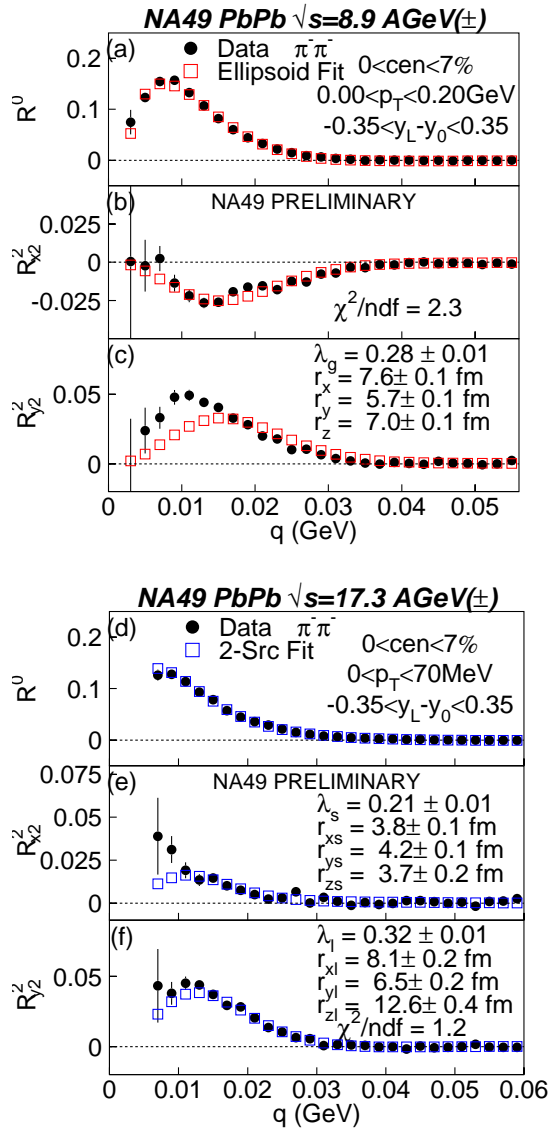 NA49 PbPb √s=8.9 AGeV(±)
(a)
Data π⁻π⁻
Ellipsoid Fit
0<cen<7%
0.00<p_T<0.20GeV
-0.35<y_L-y_0<0.35
R⁰
0.2
0.1
0
(b)
NA49 PRELIMINARY
R²_x2
0.025
0
-0.025
χ²/ndf = 2.3
(c)
λ_g = 0.28 ± 0.01
r_x = 7.6± 0.1 fm
r_y = 5.7± 0.1 fm
r_z = 7.0± 0.1 fm
R²_y2
0.05
0
0 0.01 0.02 0.03 0.04 0.05
q (GeV)
NA49 PbPb √s=17.3 AGeV(±)
(d)
Data π⁻π⁻
2-Src Fit
0<cen<7%
0<p_T<70MeV
-0.35<y_L-y_0<0.35
R⁰
0.2
0.1
0
(e)
NA49 PRELIMINARY
λ_s = 0.21 ± 0.01
r_xs = 3.8± 0.1 fm
r_ys = 4.2± 0.1 fm
r_zs = 3.7± 0.2 fm
R²_x2
0.075
0.05
0.025
0
(f)
λ_l = 0.32 ± 0.01
r_xl = 8.1± 0.2 fm
r_yl = 6.5± 0.2 fm
r_zl = 12.6± 0.4 fm
χ²/ndf = 1.2
R²_y2
0.05
0
0 0.01 0.02 0.03 0.04 0.05 0.06
q (GeV)